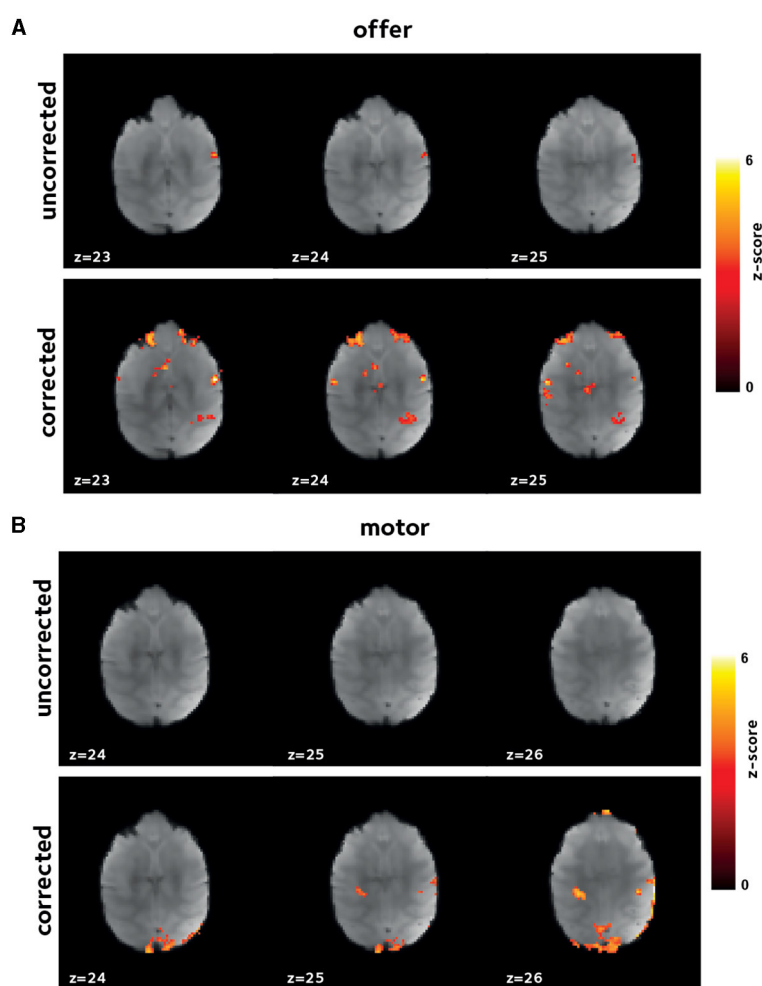 A
offer
uncorrected
z=23
z=24
z=25
corrected
z=23
z=24
z=25
6
z-score
0
B
motor
uncorrected
z=24
z=25
z=26
corrected
z=24
z=25
z=26
6
z-score
0